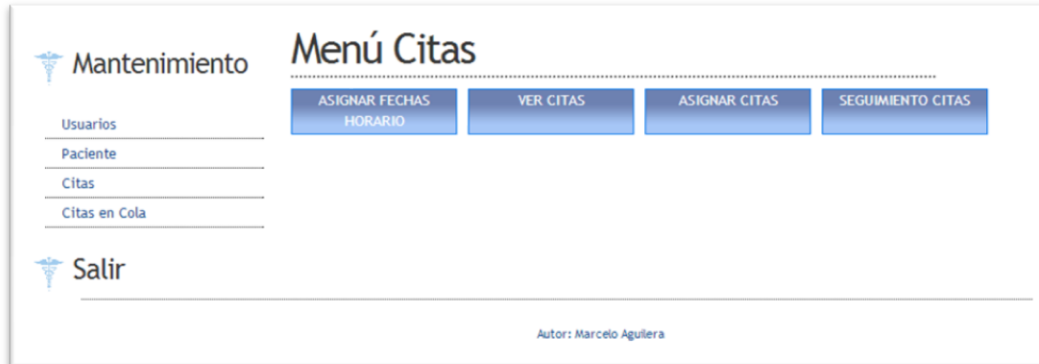 Mantenimiento
Usuarios
Paciente
Citas
Citas en Cola
Salir
Menú Citas
ASIGNAR FECHAS
HORARIO
VER CITAS
ASIGNAR CITAS
SEGUIMIENTO CITAS
Autor: Marcelo Aguilera